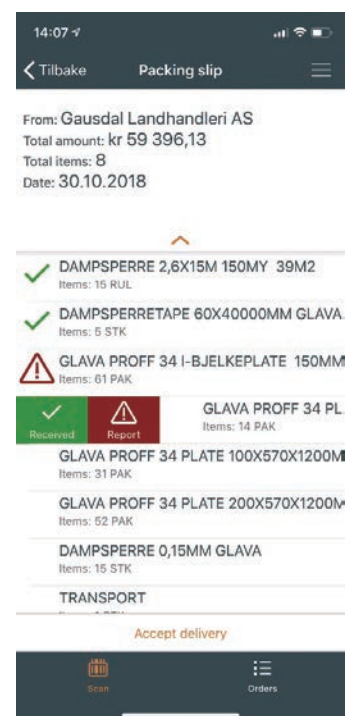 14:07
Tilbake
Packing slip
From: Gausdal Landhandleri AS
Total amount: kr 59 396,13
Total items: 8
Date: 30.10.2018
DAMPSPERRE 2,6X15M 150MY 39M2
Items: 15 RUL
DAMPSPERRETAPE 60X40000MM GLAVA
Items: 5 STK
GLAVA PROFF 34 I-BJELKEPLATE 150MM
Items: 61 PAK
Received
Report
GLAVA PROFF 34 PL
Items: 14 PAK
GLAVA PROFF 34 PLATE 100X570X1200M
Items: 31 PAK
GLAVA PROFF 34 PLATE 200X570X1200M
Items: 52 PAK
DAMPSPERRE 0,15MM GLAVA
Items: 15 STK
TRANSPORT
Accept delivery
Scan
Orders